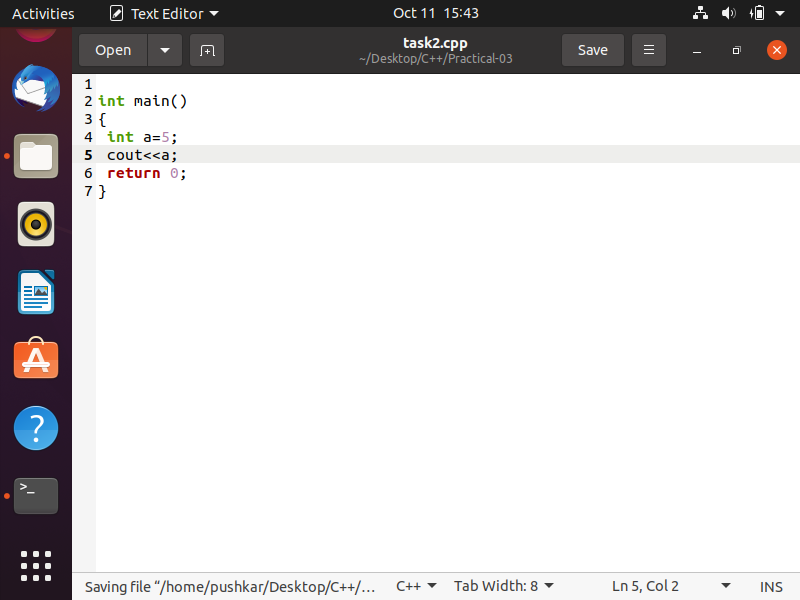 Activities Text Editor Oct 11 15:43
Open task2.cpp Save
~/Desktop/C++/Practical-03
1
2 int main()
3 {
4  int a=5;
5  cout<<a;
6  return 0;
7 }
>_
?
Saving file “/home/pushkar/Desktop/C++/… C++ Tab Width: 8 Ln 5, Col 2 INS